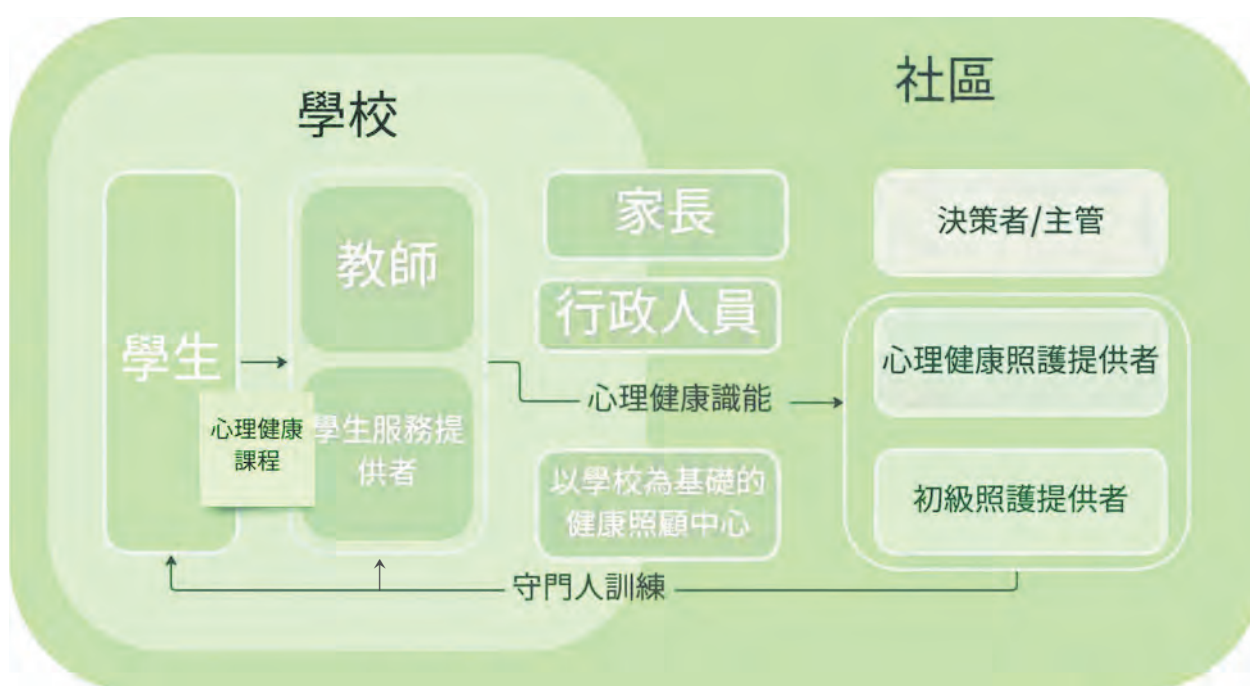 社區
學校
家長
決策者/主管
教師
行政人員
學生
心理健康照護提供者
心理健康識能
心理健康
課程
學生服務提
供者
以學校為基礎的
健康照顧中心
初級照護提供者
守門人訓練